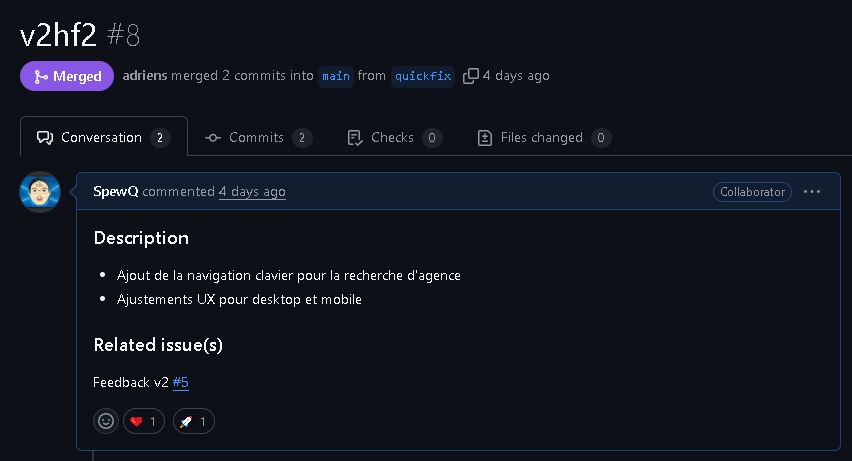 v2hf2 #8
Merged adriens merged 2 commits into main from quickfix 4 days ago
Conversation 2 Commits 2 Checks 0 Files changed 0
SpewQ commented 4 days ago Collaborator ...
Description
• Ajout de la navigation clavier pour la recherche d'agence
• Ajustements UX pour desktop et mobile
Related issue(s)
Feedback v2 #5
1 1